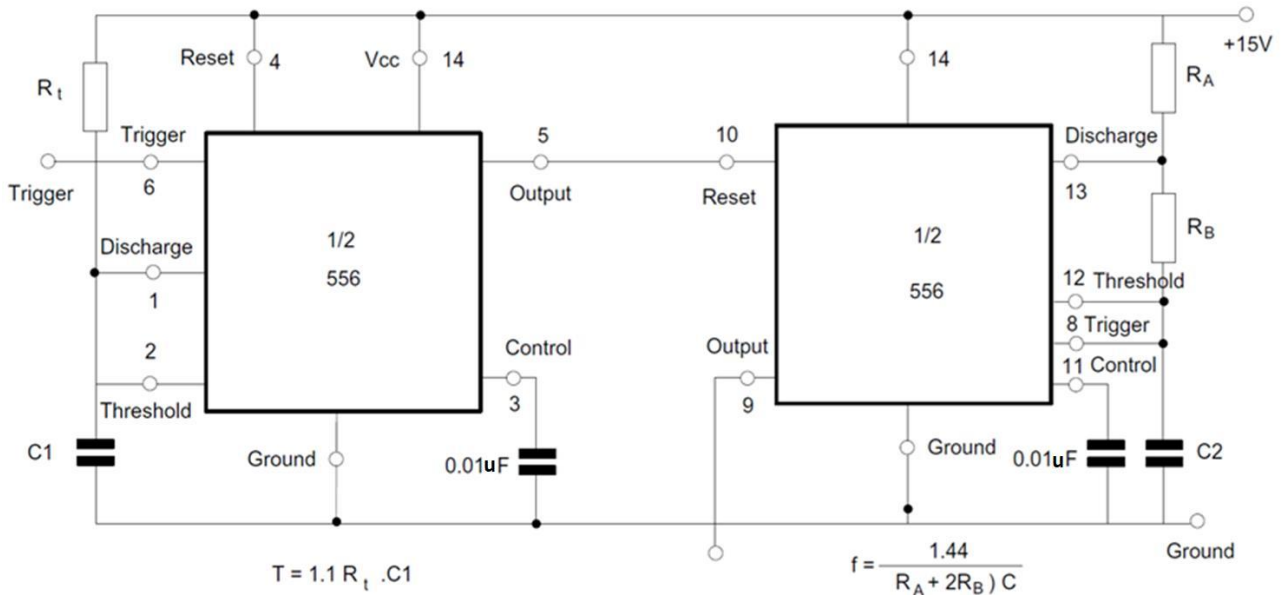 +15V
Reset
4
Vcc
14
14
R t
RA
Trigger
6
Trigger
5
Output
10
Reset
Discharge
13
RB
Discharge
1
1/2
556
1/2
556
12 Threshold
8 Trigger
11 Control
2
Threshold
Control
3
Output
9
C1
Ground
0.01uF
Ground
0.01uF
C2
Ground
T = 1.1 R t .C1
f = 1.44
RA + 2RB ) C